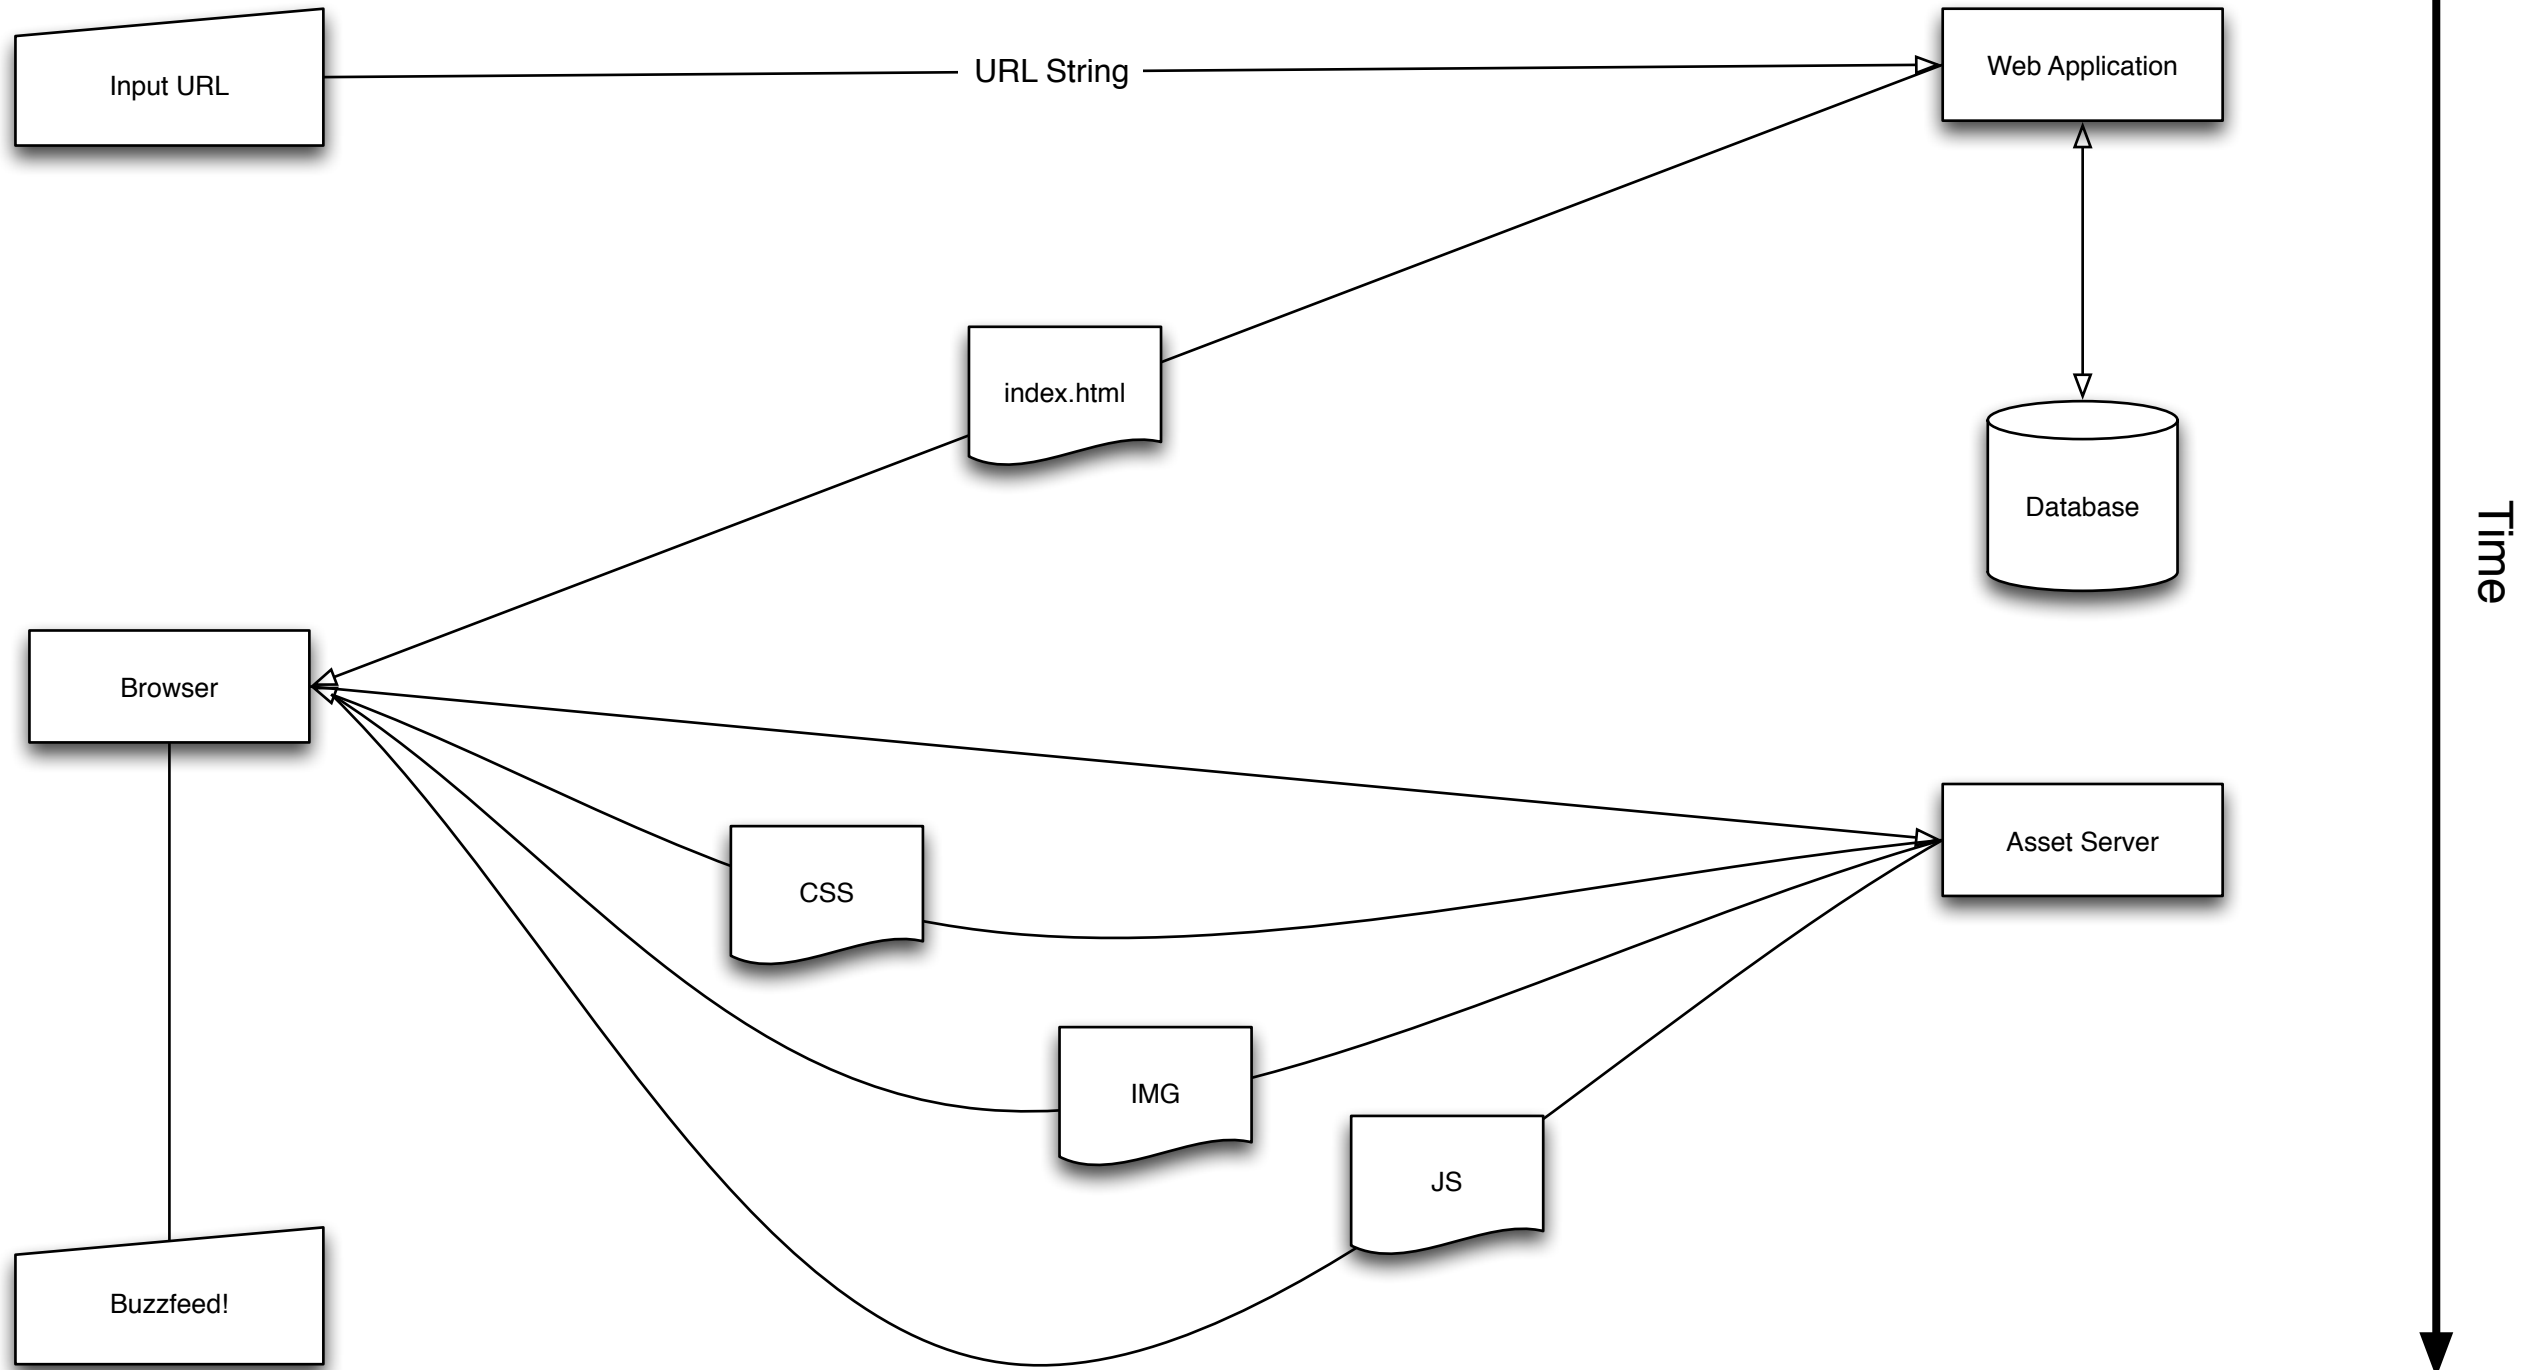 Input URL
URL String
Web Application
index.html
Database
Time
Browser
Asset Server
CSS
IMG
JS
Buzzfeed!